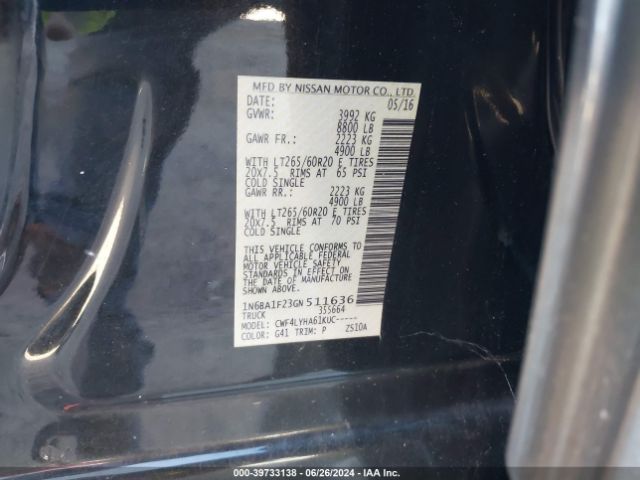 MFD BY NISSAN MOTOR CO., LTD.
DATE: 05/16
GVWR: 3992 KG
8800 LB
GAWR FR.: 2223 KG
4900 LB
WITH LT265/60R20 E TIRES
20X7.5 RIMS AT 65 PSI
COLD SINGLE
GAWR RR.: 2223 KG
4900 LB
WITH LT265/60R20 E TIRES
20X7.5 RIMS AT 70 PSI
COLD SINGLE
THIS VEHICLE CONFORMS TO
ALL APPLICABLE FEDERAL
MOTOR VEHICLE SAFETY
STANDARDS IN EFFECT ON
THE DATE OF MANUFACTURE
SHOWN ABOVE.
1N6BA1F23GN511636
TRUCK 355664
MODEL: CWF4LYHA61KUC-----
COLOR: G41 TRIM: P ZS10A
000-39733138 - 06/26/2024 - IAA Inc.